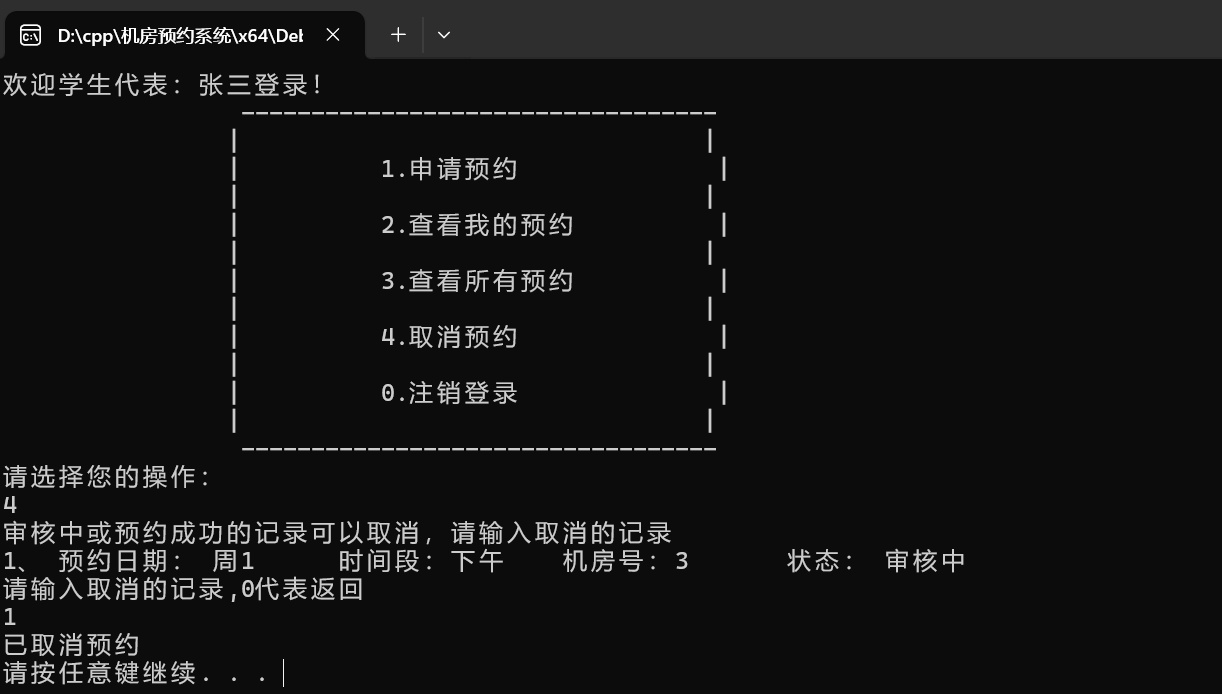 D:\cpp\机房预约系统\x64\Deb
欢迎学生代表：张三登录！
----------------------------------
|                                  |
|          1.申请预约               |
|                                  |
|          2.查看我的预约           |
|                                  |
|          3.查看所有预约           |
|                                  |
|          4.取消预约               |
|                                  |
|          0.注销登录               |
|                                  |
----------------------------------
请选择您的操作：
4
审核中或预约成功的记录可以取消，请输入取消的记录
1、 预约日期： 周1      时间段：下午    机房号：3       状态： 审核中
请输入取消的记录,0代表返回
1
已取消预约
请按任意键继续. . .